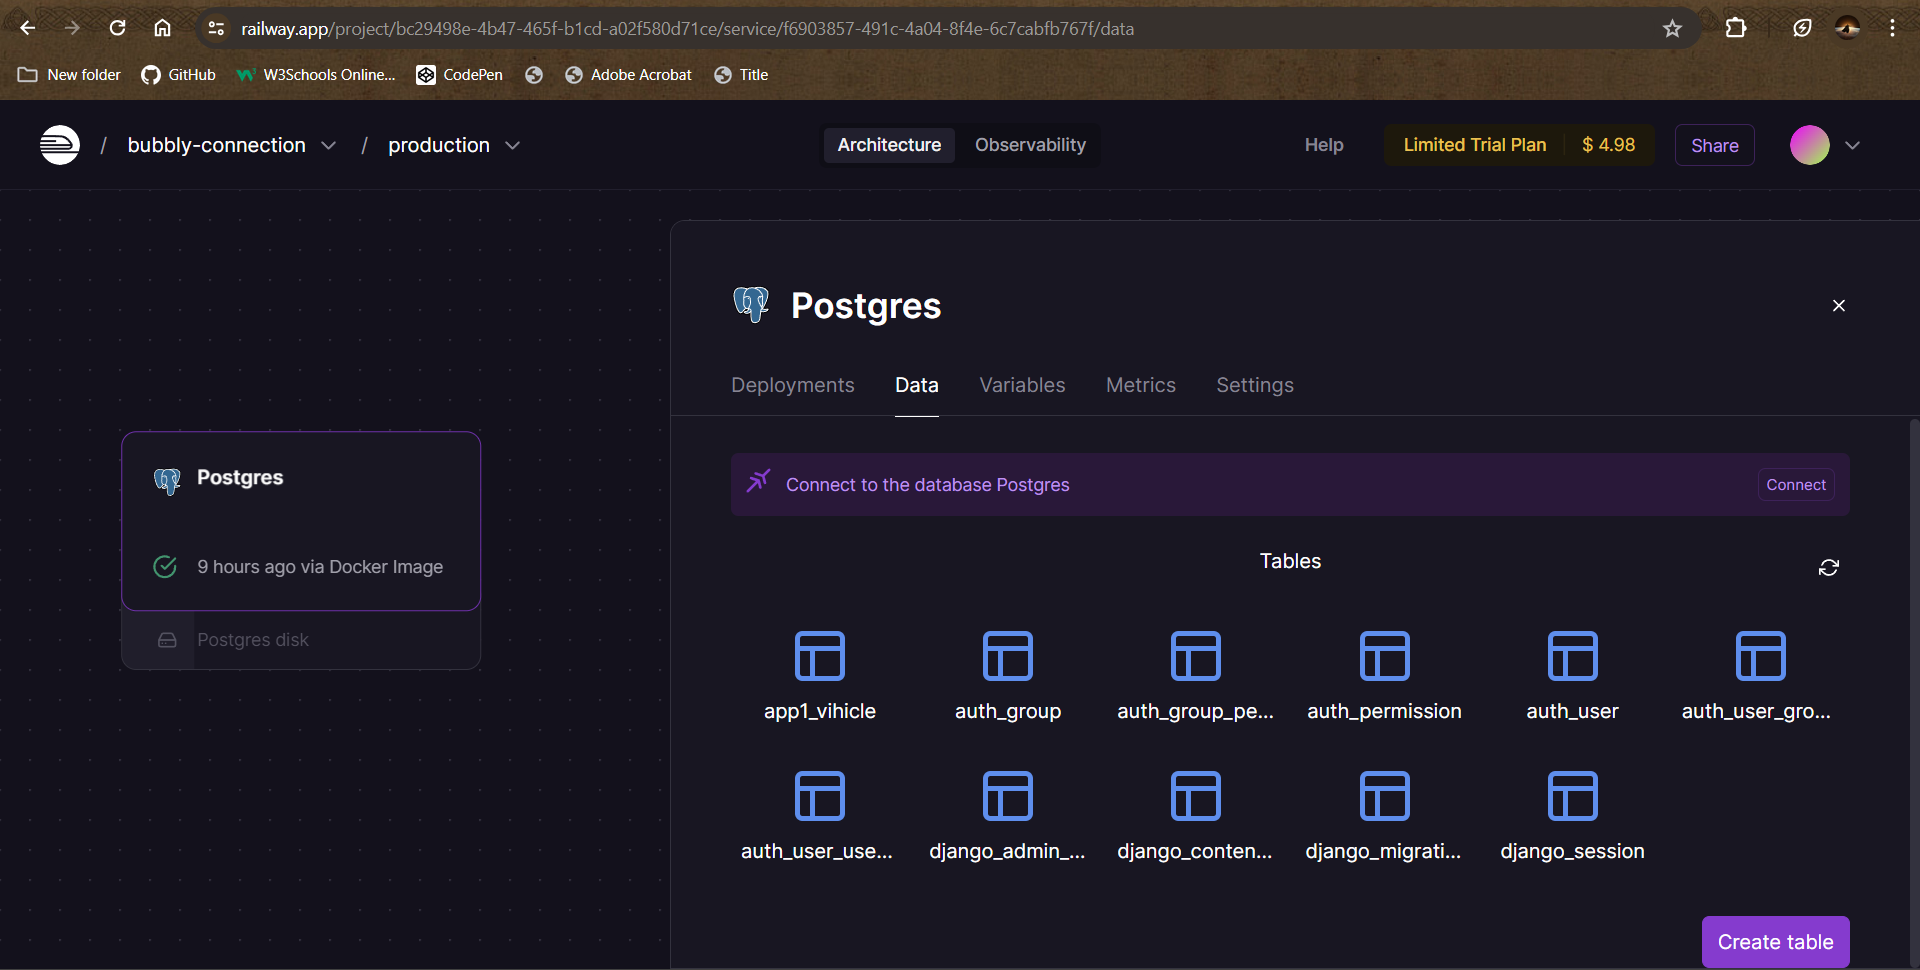 railway.app/project/bc29498e-4b47-465f-b1cd-a02f580d71ce/service/f6903857-491c-4a04-8f4e-6c7cabfb767f/data
New folder GitHub W3Schools Online... CodePen Adobe Acrobat Title
/ bubbly-connection / production Architecture Observability Help Limited Trial Plan $ 4.98 Share
Postgres
Deployments Data Variables Metrics Settings
Postgres
9 hours ago via Docker Image
Postgres disk
Connect to the database Postgres Connect
Tables
app1_vihicle auth_group auth_group_pe... auth_permission auth_user auth_user_gro...
auth_user_use... django_admin_... django_conten... django_migrati... django_session
Create table